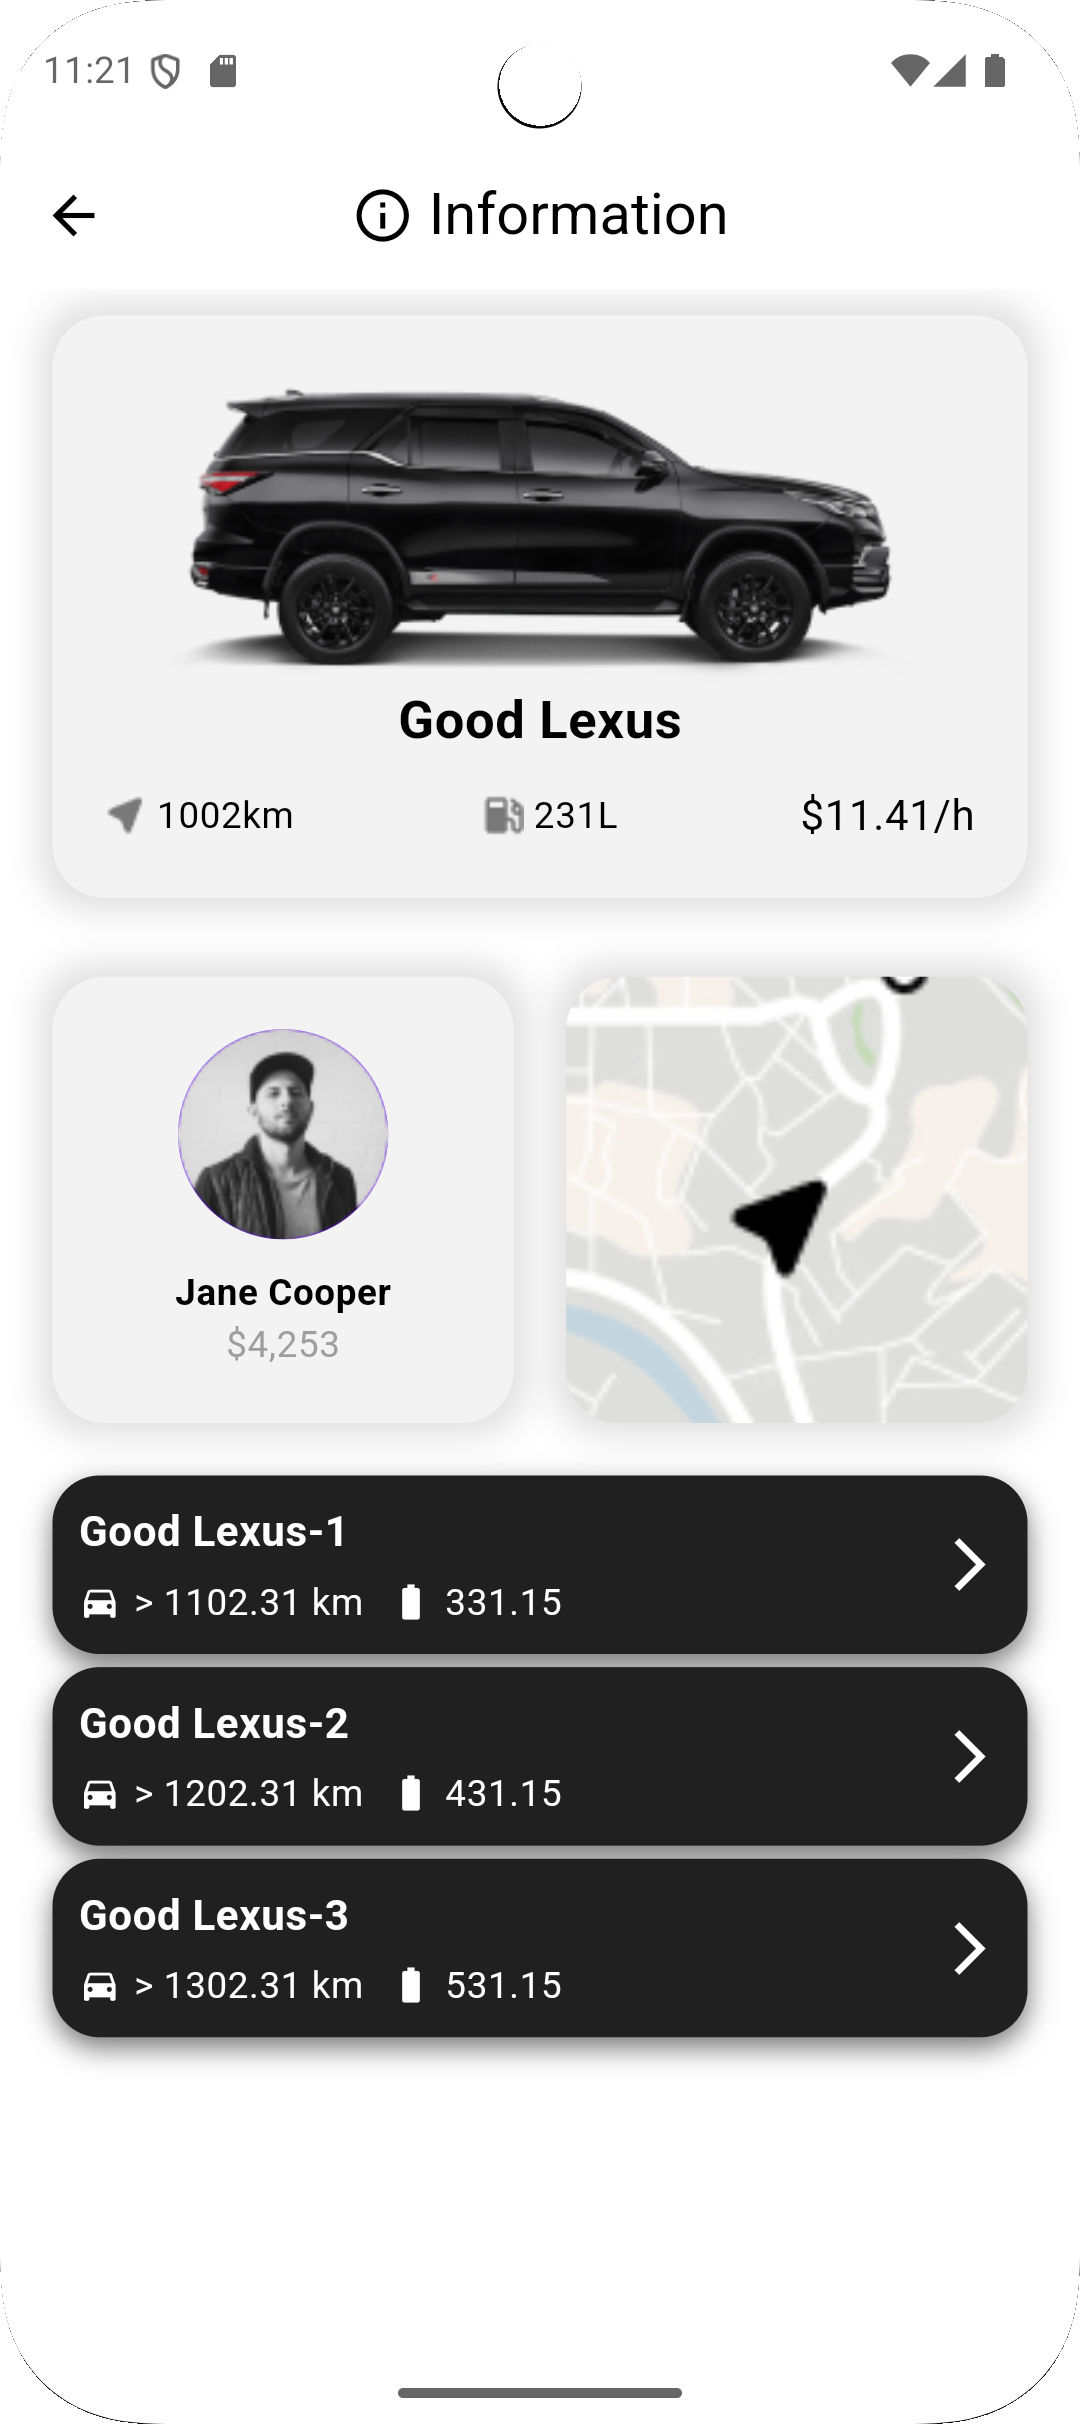 11:21
Information
Good Lexus
1002km 231L $11.41/h
Jane Cooper
$4,253
Good Lexus-1
> 1102.31 km 331.15
Good Lexus-2
> 1202.31 km 431.15
Good Lexus-3
> 1302.31 km 531.15